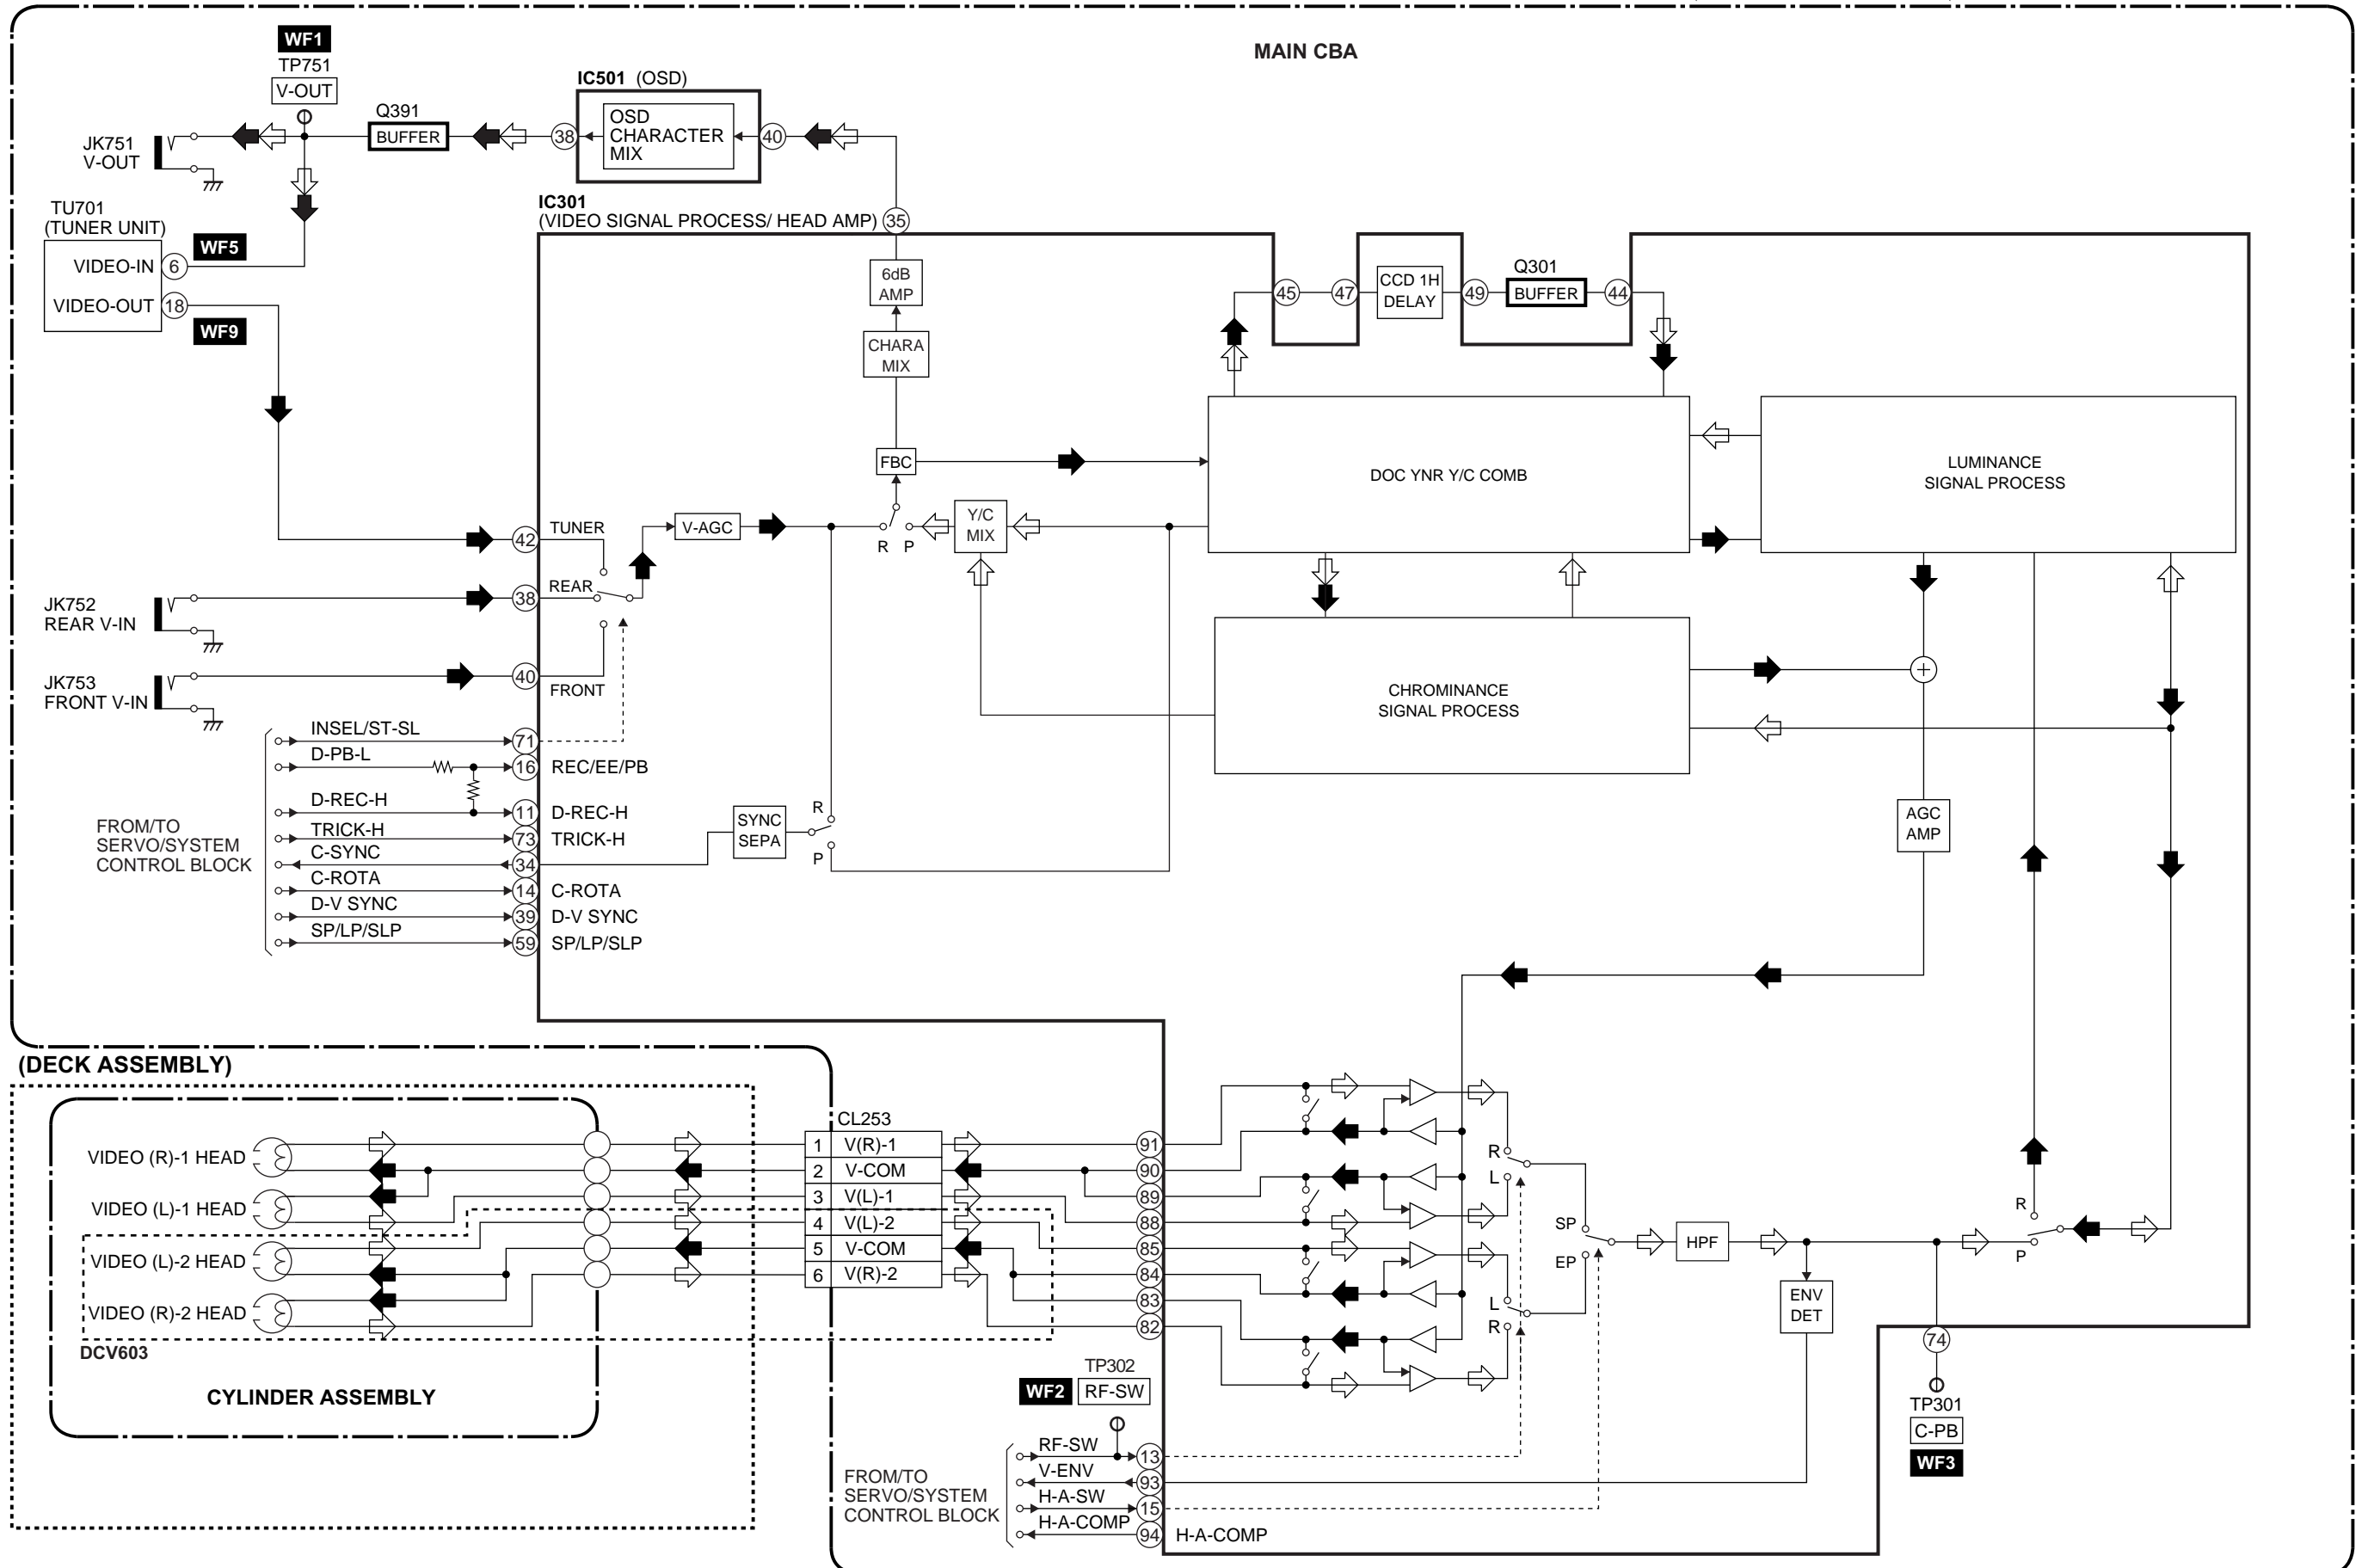 MAIN CBA
WF1
TP751
V-OUT
Q391
BUFFER
IC501 (OSD)
OSD
CHARACTER
MIX
38
40
JK751
V-OUT
TU701
(TUNER UNIT)
WF5
VIDEO-IN
6
VIDEO-OUT
18
WF9
IC301
(VIDEO SIGNAL PROCESS/ HEAD AMP)
35
6dB
AMP
CHARA
MIX
FBC
45
47
CCD 1H
DELAY
49
Q301
BUFFER
44
DOC YNR Y/C COMB
LUMINANCE
SIGNAL PROCESS
42
TUNER
V-AGC
R
P
Y/C
MIX
JK752
REAR V-IN
38
REAR
JK753
FRONT V-IN
40
FRONT
CHROMINANCE
SIGNAL PROCESS
FROM/TO
SERVO/SYSTEM
CONTROL BLOCK
INSEL/ST-SL
71
D-PB-L
16
REC/EE/PB
D-REC-H
11
D-REC-H
TRICK-H
73
TRICK-H
C-SYNC
34
C-ROTA
14
C-ROTA
D-V SYNC
39
D-V SYNC
SP/LP/SLP
59
SP/LP/SLP
SYNC
SEPA
R
P
+
AGC
AMP
(DECK ASSEMBLY)
CL253
VIDEO (R)-1 HEAD
VIDEO (L)-1 HEAD
VIDEO (L)-2 HEAD
VIDEO (R)-2 HEAD
DCV603
CYLINDER ASSEMBLY
1 V(R)-1
2 V-COM
3 V(L)-1
4 V(L)-2
5 V-COM
6 V(R)-2
91
90
89
88
85
84
83
82
R
L
L
R
SP
EP
HPF
ENV
DET
R
P
74
TP301
C-PB
WF3
TP302
WF2
RF-SW
FROM/TO
SERVO/SYSTEM
CONTROL BLOCK
RF-SW
13
V-ENV
93
H-A-SW
15
H-A-COMP
94
H-A-COMP